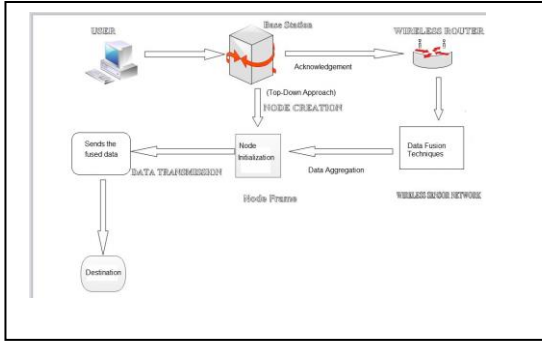 USER
Base Station
WIRELESS ROUTER
Acknowledgement
(Top-Down Approach)
NODE CREATION
Sends the
fused data
DATA TRANSMISSION
Node
Initialization
Data Aggregation
Data Fusion
Techniques
Node Frame
WIRELESS SENSOR NETWORK
Destination